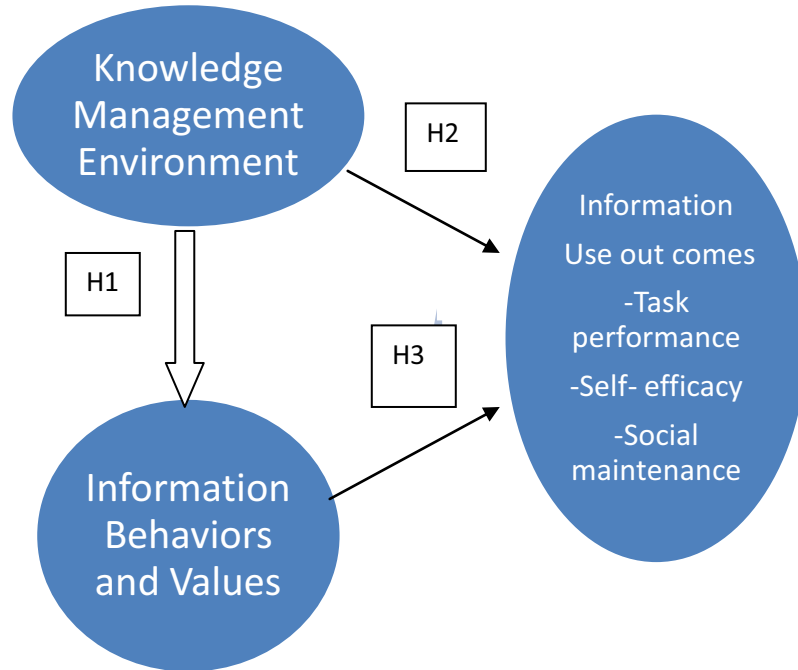 Knowledge
Management
Environment
H2
H1
Information
Use out comes
-Task
performance
-Self- efficacy
-Social
maintenance
H3
Information
Behaviors
and Values